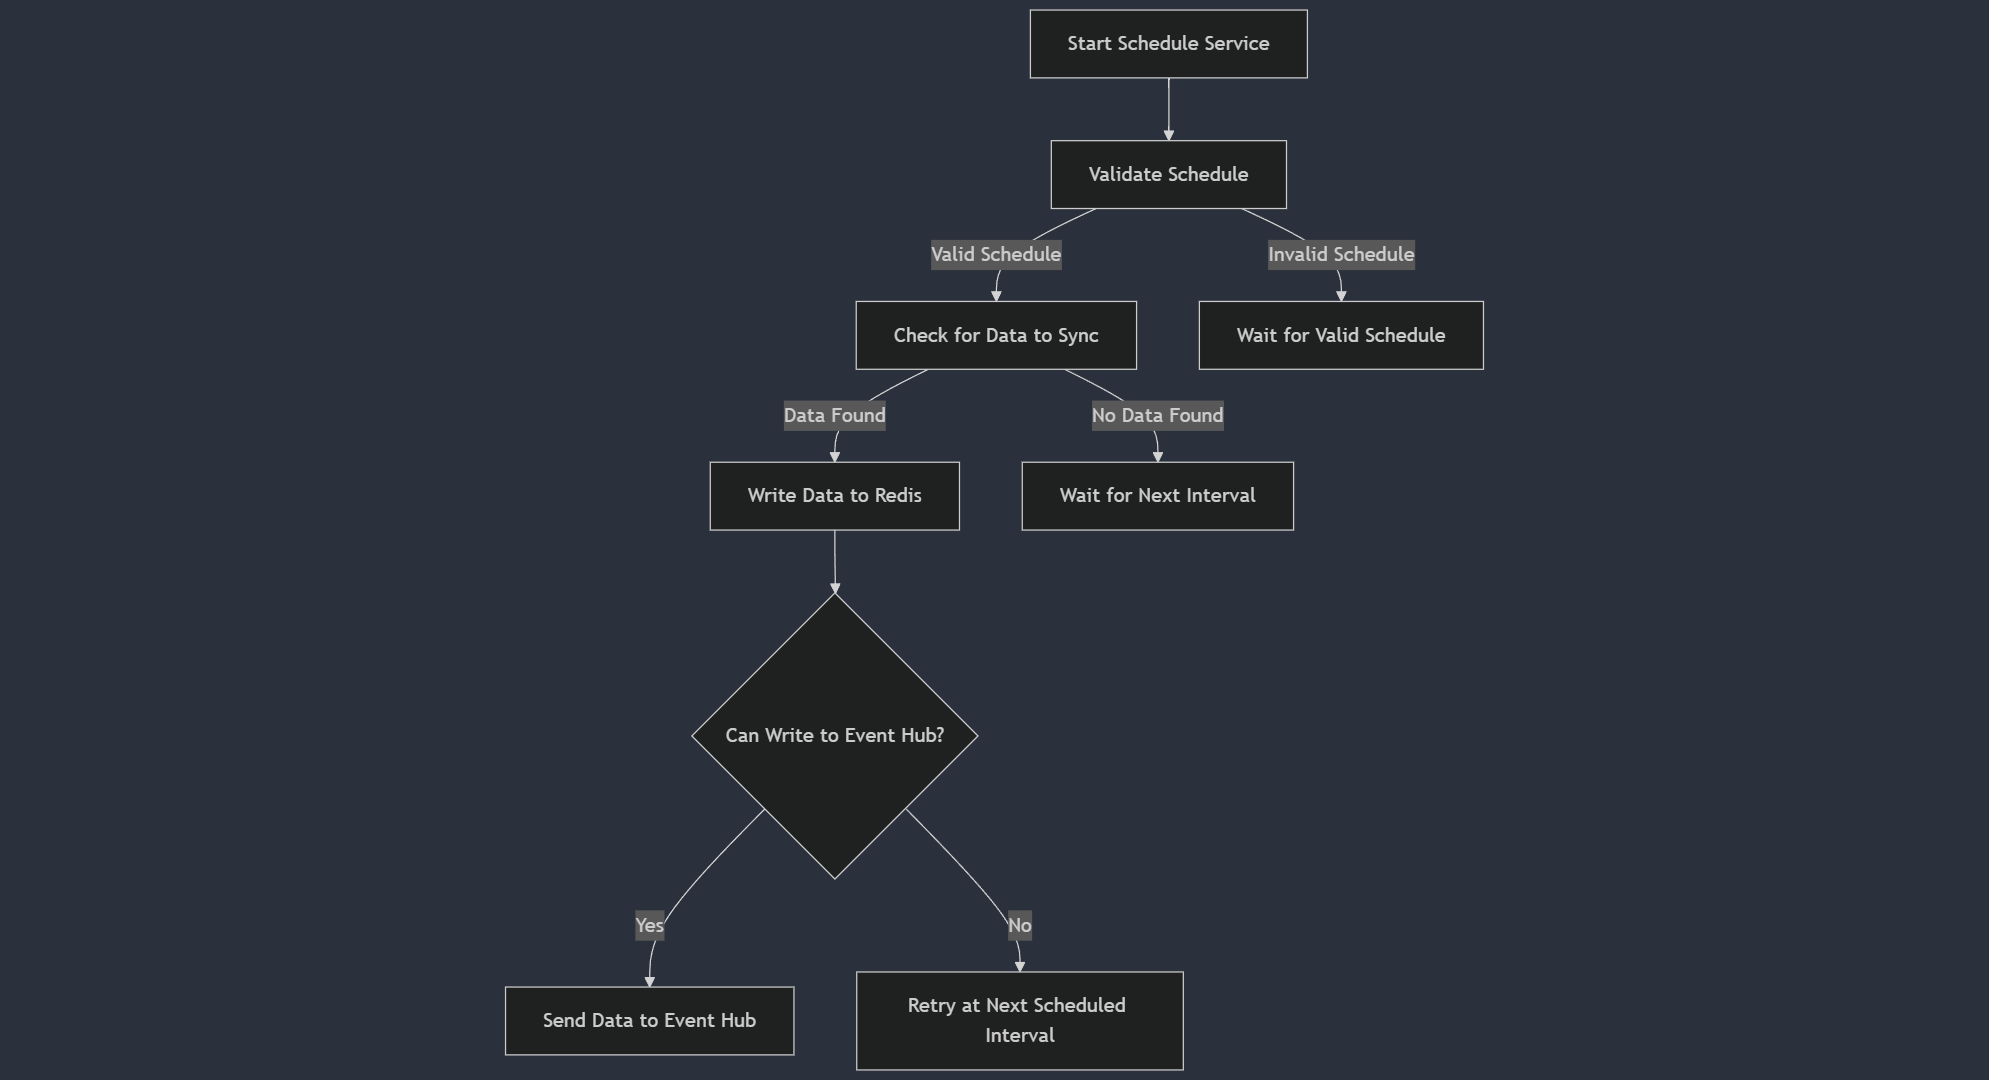 Start Schedule Service
Validate Schedule
Valid Schedule
Invalid Schedule
Check for Data to Sync
Wait for Valid Schedule
Data Found
No Data Found
Write Data to Redis
Wait for Next Interval
Can Write to Event Hub?
Yes
No
Send Data to Event Hub
Retry at Next Scheduled
Interval